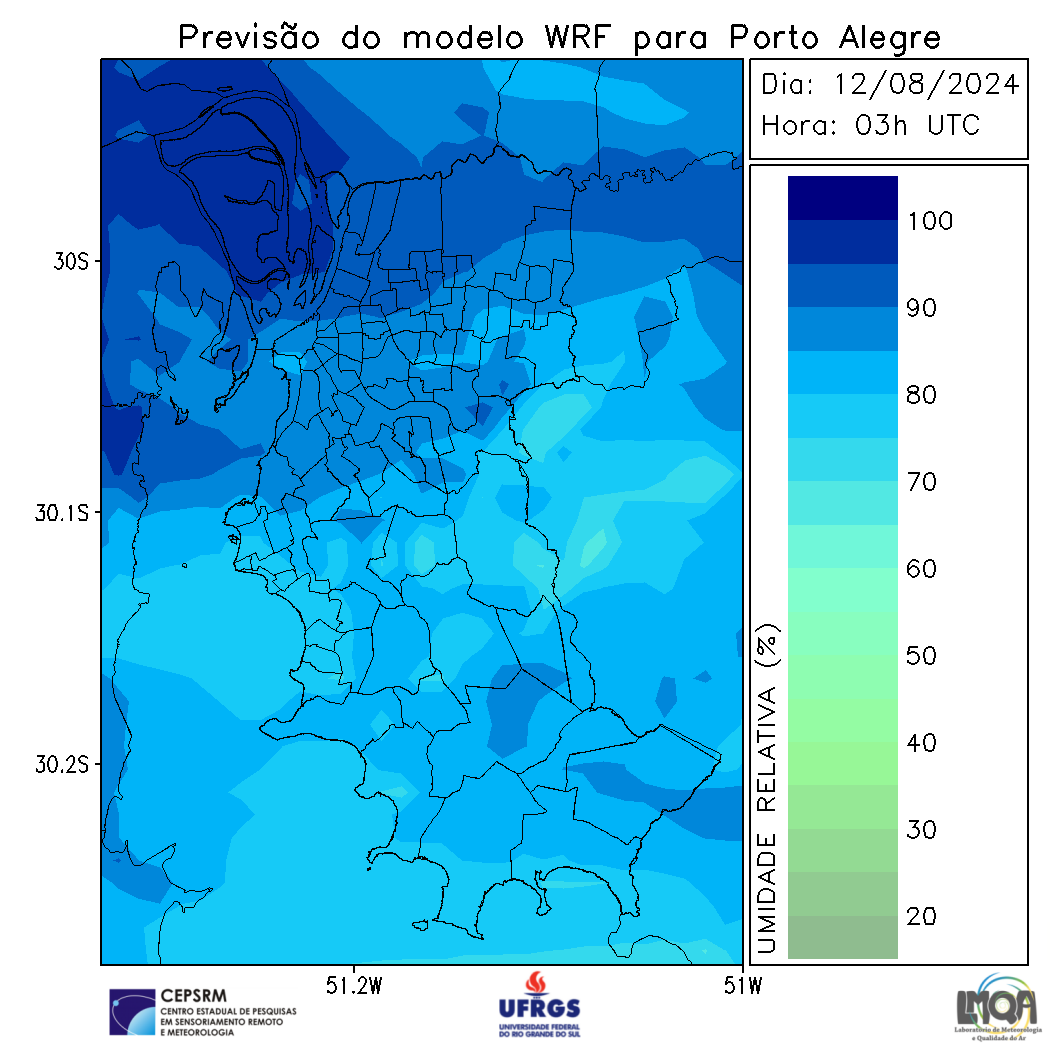 Previsão do modelo WRF para Porto Alegre
Dia: 12/08/2024
Hora: 03h UTC
30S
30.1S
30.2S
51.2W
51W
100
90
80
70
60
50
40
30
20
UMIDADE RELATIVA (%)
CEPSRM
CENTRO ESTADUAL DE PESQUISAS
EM SENSORIAMENTO REMOTO
E METEOROLOGIA
UFRGS
UNIVERSIDADE FEDERAL
DO RIO GRANDE DO SUL
LMQA
Laboratório de Meteorologia
e Qualidade do Ar